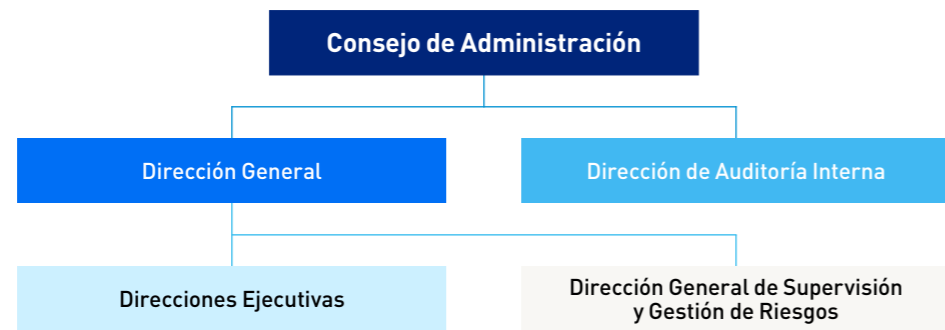 Consejo de Administración
Dirección General
Dirección de Auditoría Interna
Direcciones Ejecutivas
Dirección General de Supervisión
y Gestión de Riesgos